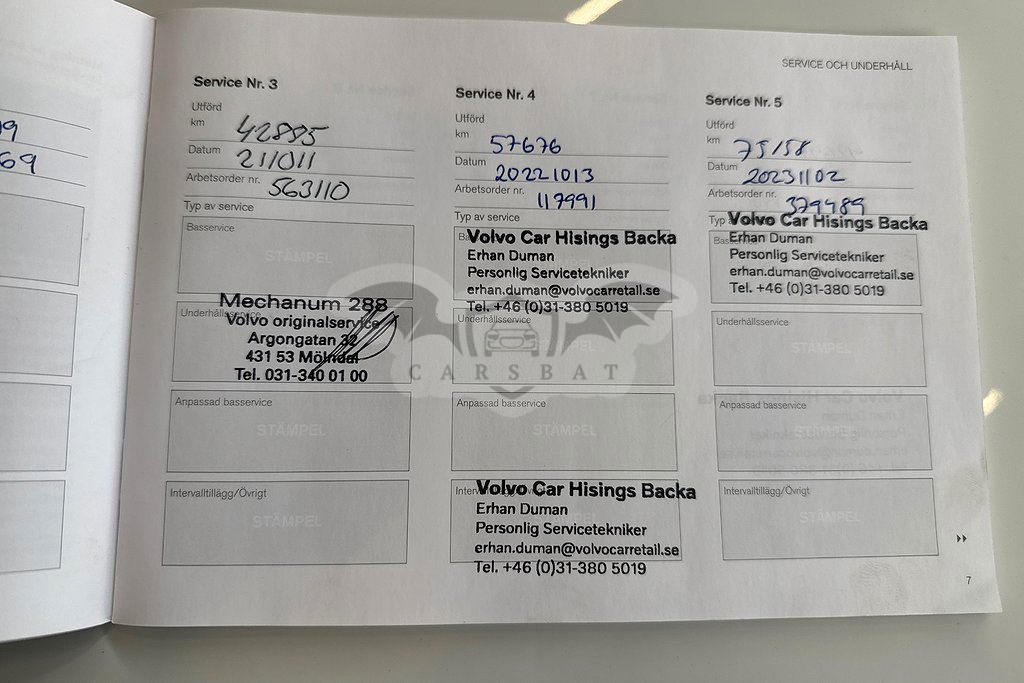 SERVICE OCH UNDERHÅLL
69
Service Nr. 3
Utförd
km 42895
Datum 211011
Arbetsorder nr. 563110
Typ av service
Basservice
STÄMPEL
Mechanum 288
Underhållsservice
Volvo originalservice
Argongatan 32
431 53 Mölndal
Tel. 031-340 01 00
Anpassad basservice
STÄMPEL
Intervalltillägg/Övrigt
STÄMPEL
Service Nr. 4
Utförd
km 57676
Datum 20221013
Arbetsorder nr. 117991
Typ av service
Volvo Car Hisings Backa
Erhan Duman
Personlig Servicetekniker
erhan.duman@volvocarretail.se
Tel. +46 (0)31-380 5019
Underhållsservice
Anpassad basservice
STÄMPEL
Volvo Car Hisings Backa
Erhan Duman
Personlig Servicetekniker
erhan.duman@volvocarretail.se
Tel. +46 (0)31-380 5019
Service Nr. 5
Utförd
km 75158
Datum 20231102
Arbetsorder nr. 379489
Volvo Car Hisings Backa
Erhan Duman
Personlig Servicetekniker
erhan.duman@volvocarretail.se
Tel. +46 (0)31-380 5019
Underhållsservice
STÄMPEL
Anpassad basservice
STÄMPEL
Intervalltillägg/Övrigt
STÄMPEL
7
CARSBAT